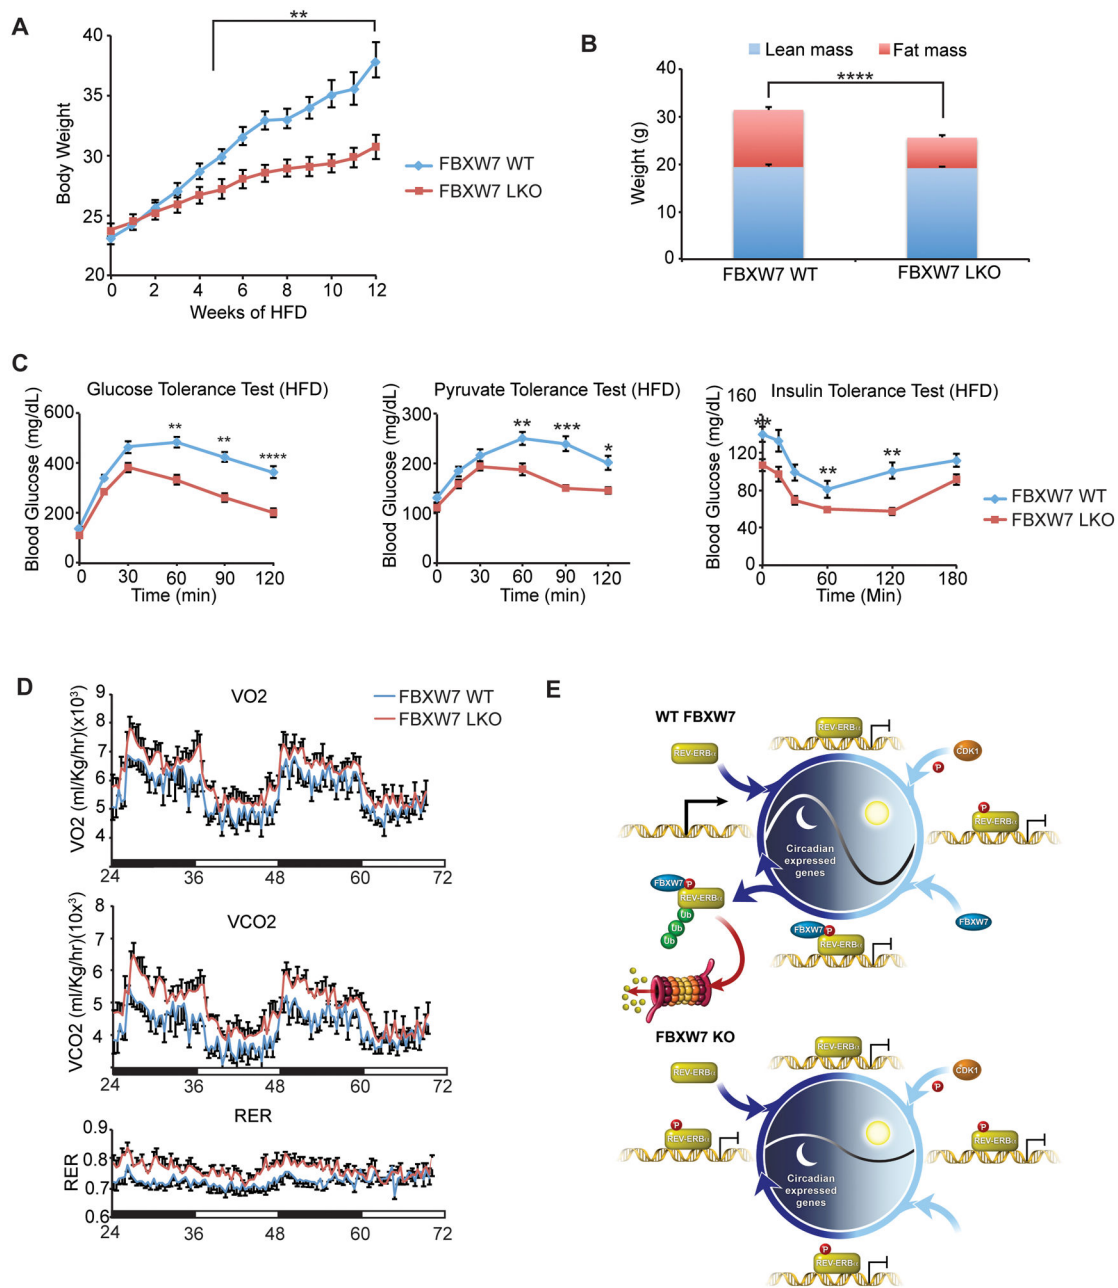 A
**
40
35
30
25
20
Body Weight
0 2 4 6 8 10 12
Weeks of HFD
FBXW7 WT
FBXW7 LKO
B
Lean mass Fat mass
****
40
30
20
10
0
Weight (g)
FBXW7 WT FBXW7 LKO
C
Glucose Tolerance Test (HFD)
600
400
200
0
Blood Glucose (mg/dL)
** ** ****
0 30 60 90 120
Time (min)
Pyruvate Tolerance Test (HFD)
300
200
100
Blood Glucose (mg/dL)
** *** *
0 30 60 90 120
Time (min)
Insulin Tolerance Test (HFD)
160
120
80
40
0
Blood Glucose (mg/dL)
** ** **
0 60 120 180
Time (Min)
FBXW7 WT
FBXW7 LKO
D
VO2
FBXW7 WT
FBXW7 LKO
9
8
7
6
5
4
VO2 (ml/Kg/hr)(x10³)
24 36 48 60 72
VCO2
8
7
6
5
4
VCO2 (ml/Kg/hr)(10x³)
24 36 48 60 72
RER
0.9
0.8
0.7
0.6
RER
24 36 48 60 72
E
WT FBXW7
REV-ERBα
REV-ERBα
CDK1
P
P
REV-ERBα
Circadian
expressed
genes
FBXW7 P
REV-ERBα
Ub
Ub
Ub
FBXW7 P
REV-ERBα
FBXW7
FBXW7 KO
REV-ERBα
REV-ERBα
CDK1
P
P
REV-ERBα
P
REV-ERBα
Circadian
expressed
genes
P
REV-ERBα